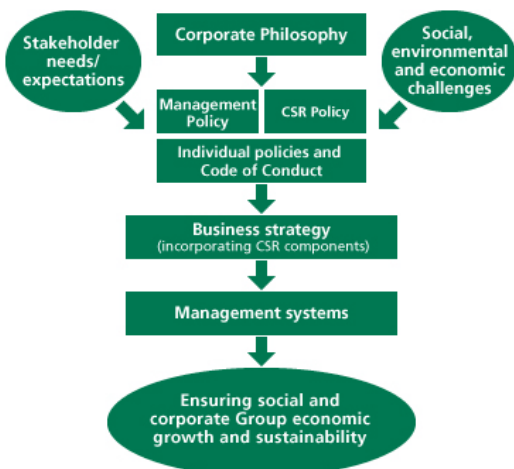 Stakeholder
needs/
expectations
Corporate Philosophy
Social,
environmental
and economic
challenges
Management
Policy
CSR Policy
Individual policies and
Code of Conduct
Business strategy
(incorporating CSR components)
Management systems
Ensuring social and
corporate Group economic
growth and sustainability